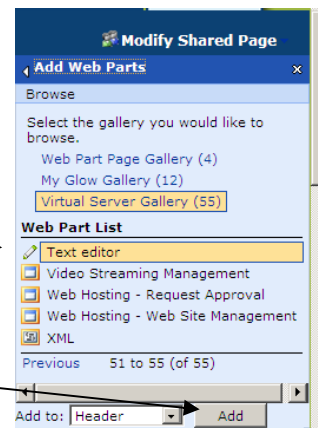 Modify Shared Page
Add Web Parts x
Browse
Select the gallery you would like to
browse.
Web Part Page Gallery (4)
My Glow Gallery (12)
Virtual Server Gallery (55)
Web Part List
Text editor
Video Streaming Management
Web Hosting - Request Approval
Web Hosting - Web Site Management
XML
Previous 51 to 55 (of 55)
Add to: Header Add